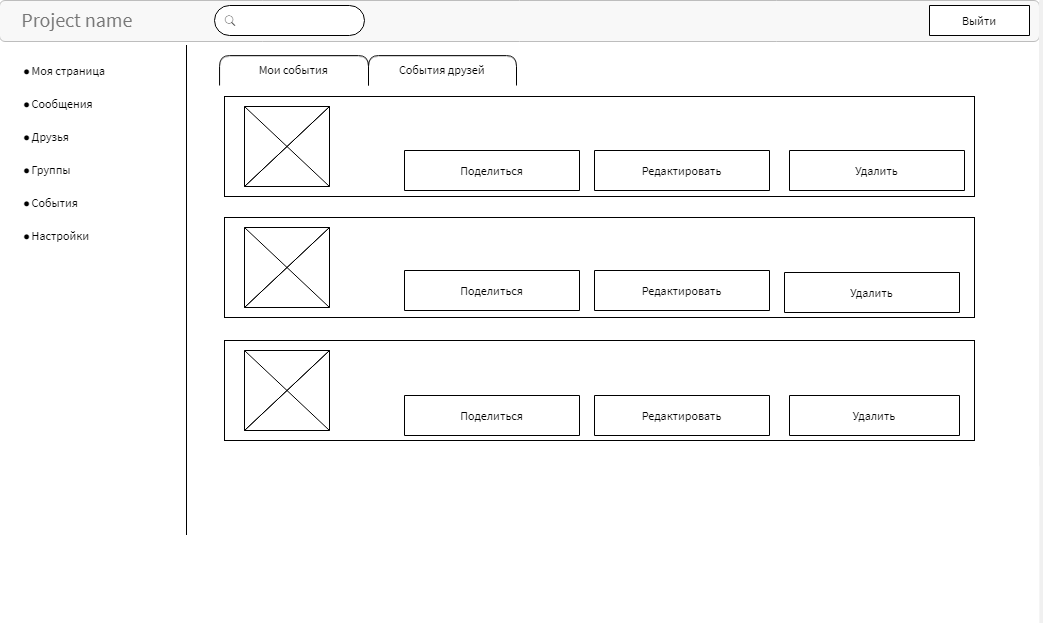 Project name
Выйти
Моя страница
Сообщения
Друзья
Группы
События
Настройки
Мои события
События друзей
Поделиться
Редактировать
Удалить
Поделиться
Редактировать
Удалить
Поделиться
Редактировать
Удалить